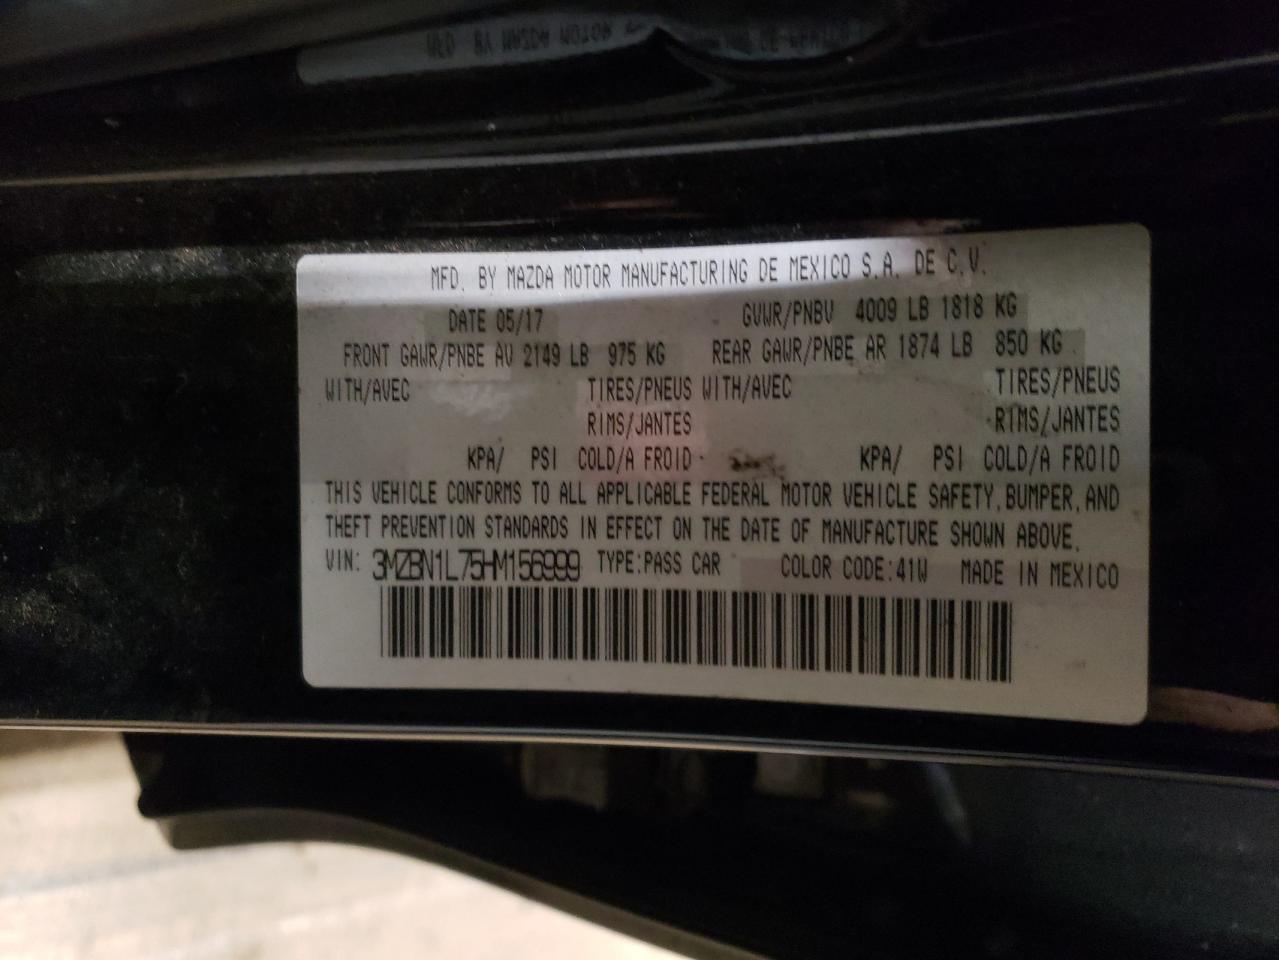 MFD. BY MAZDA MOTOR MANUFACTURING DE MEXICO S.A. DE C.V.
DATE 05/17 GVWR/PNBV 4009 LB 1818 KG
FRONT GAWR/PNBE AV 2149 LB 975 KG REAR GAWR/PNBE AR 1874 LB 850 KG
WITH/AVEC TIRES/PNEUS WITH/AVEC TIRES/PNEUS
RIMS/JANTES RIMS/JANTES
KPA/ PSI COLD/A FROID KPA/ PSI COLD/A FROID
THIS VEHICLE CONFORMS TO ALL APPLICABLE FEDERAL MOTOR VEHICLE SAFETY, BUMPER, AND
THEFT PREVENTION STANDARDS IN EFFECT ON THE DATE OF MANUFACTURE SHOWN ABOVE.
VIN: 3MZBN1L75HM156999 TYPE:PASS CAR COLOR CODE:41W MADE IN MEXICO